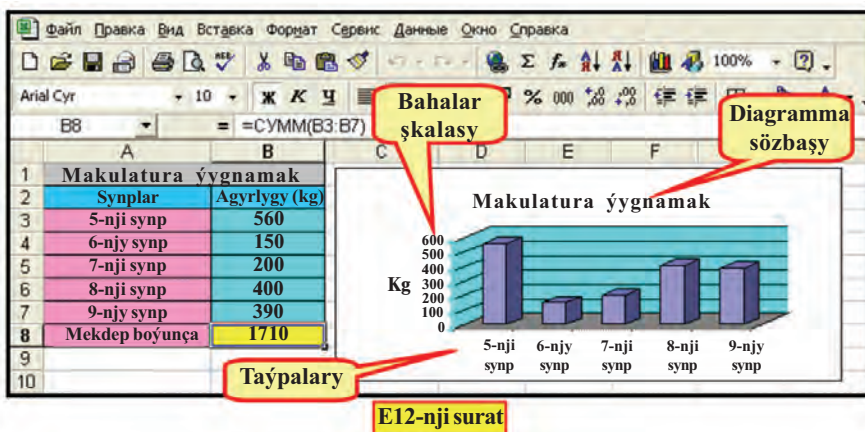 Файл Правка Вид Вставка Формат Сервис Данные Окно Справка
100%
Arial Cyr 10 Ж К Ч % 000
B8 = =СУММ(B3:B7)
Bahalar
şkalasy
Diagramma
sözbaşy
A B C D E F
1 Makulatura ýygnamak
2 Synplar Agyrlygy (kg)
3 5-nji synp 560
4 6-njy synp 150
5 7-nji synp 200
6 8-nji synp 400
7 9-njy synp 390
8 Mekdep boýunça 1710
9
10
Makulatura ýygnamak
Kg
600
500
400
300
200
100
0
5-nji synp
6-njy synp
7-nji synp
8-nji synp
9-njy synp
Taýpalary
E12-nji surat